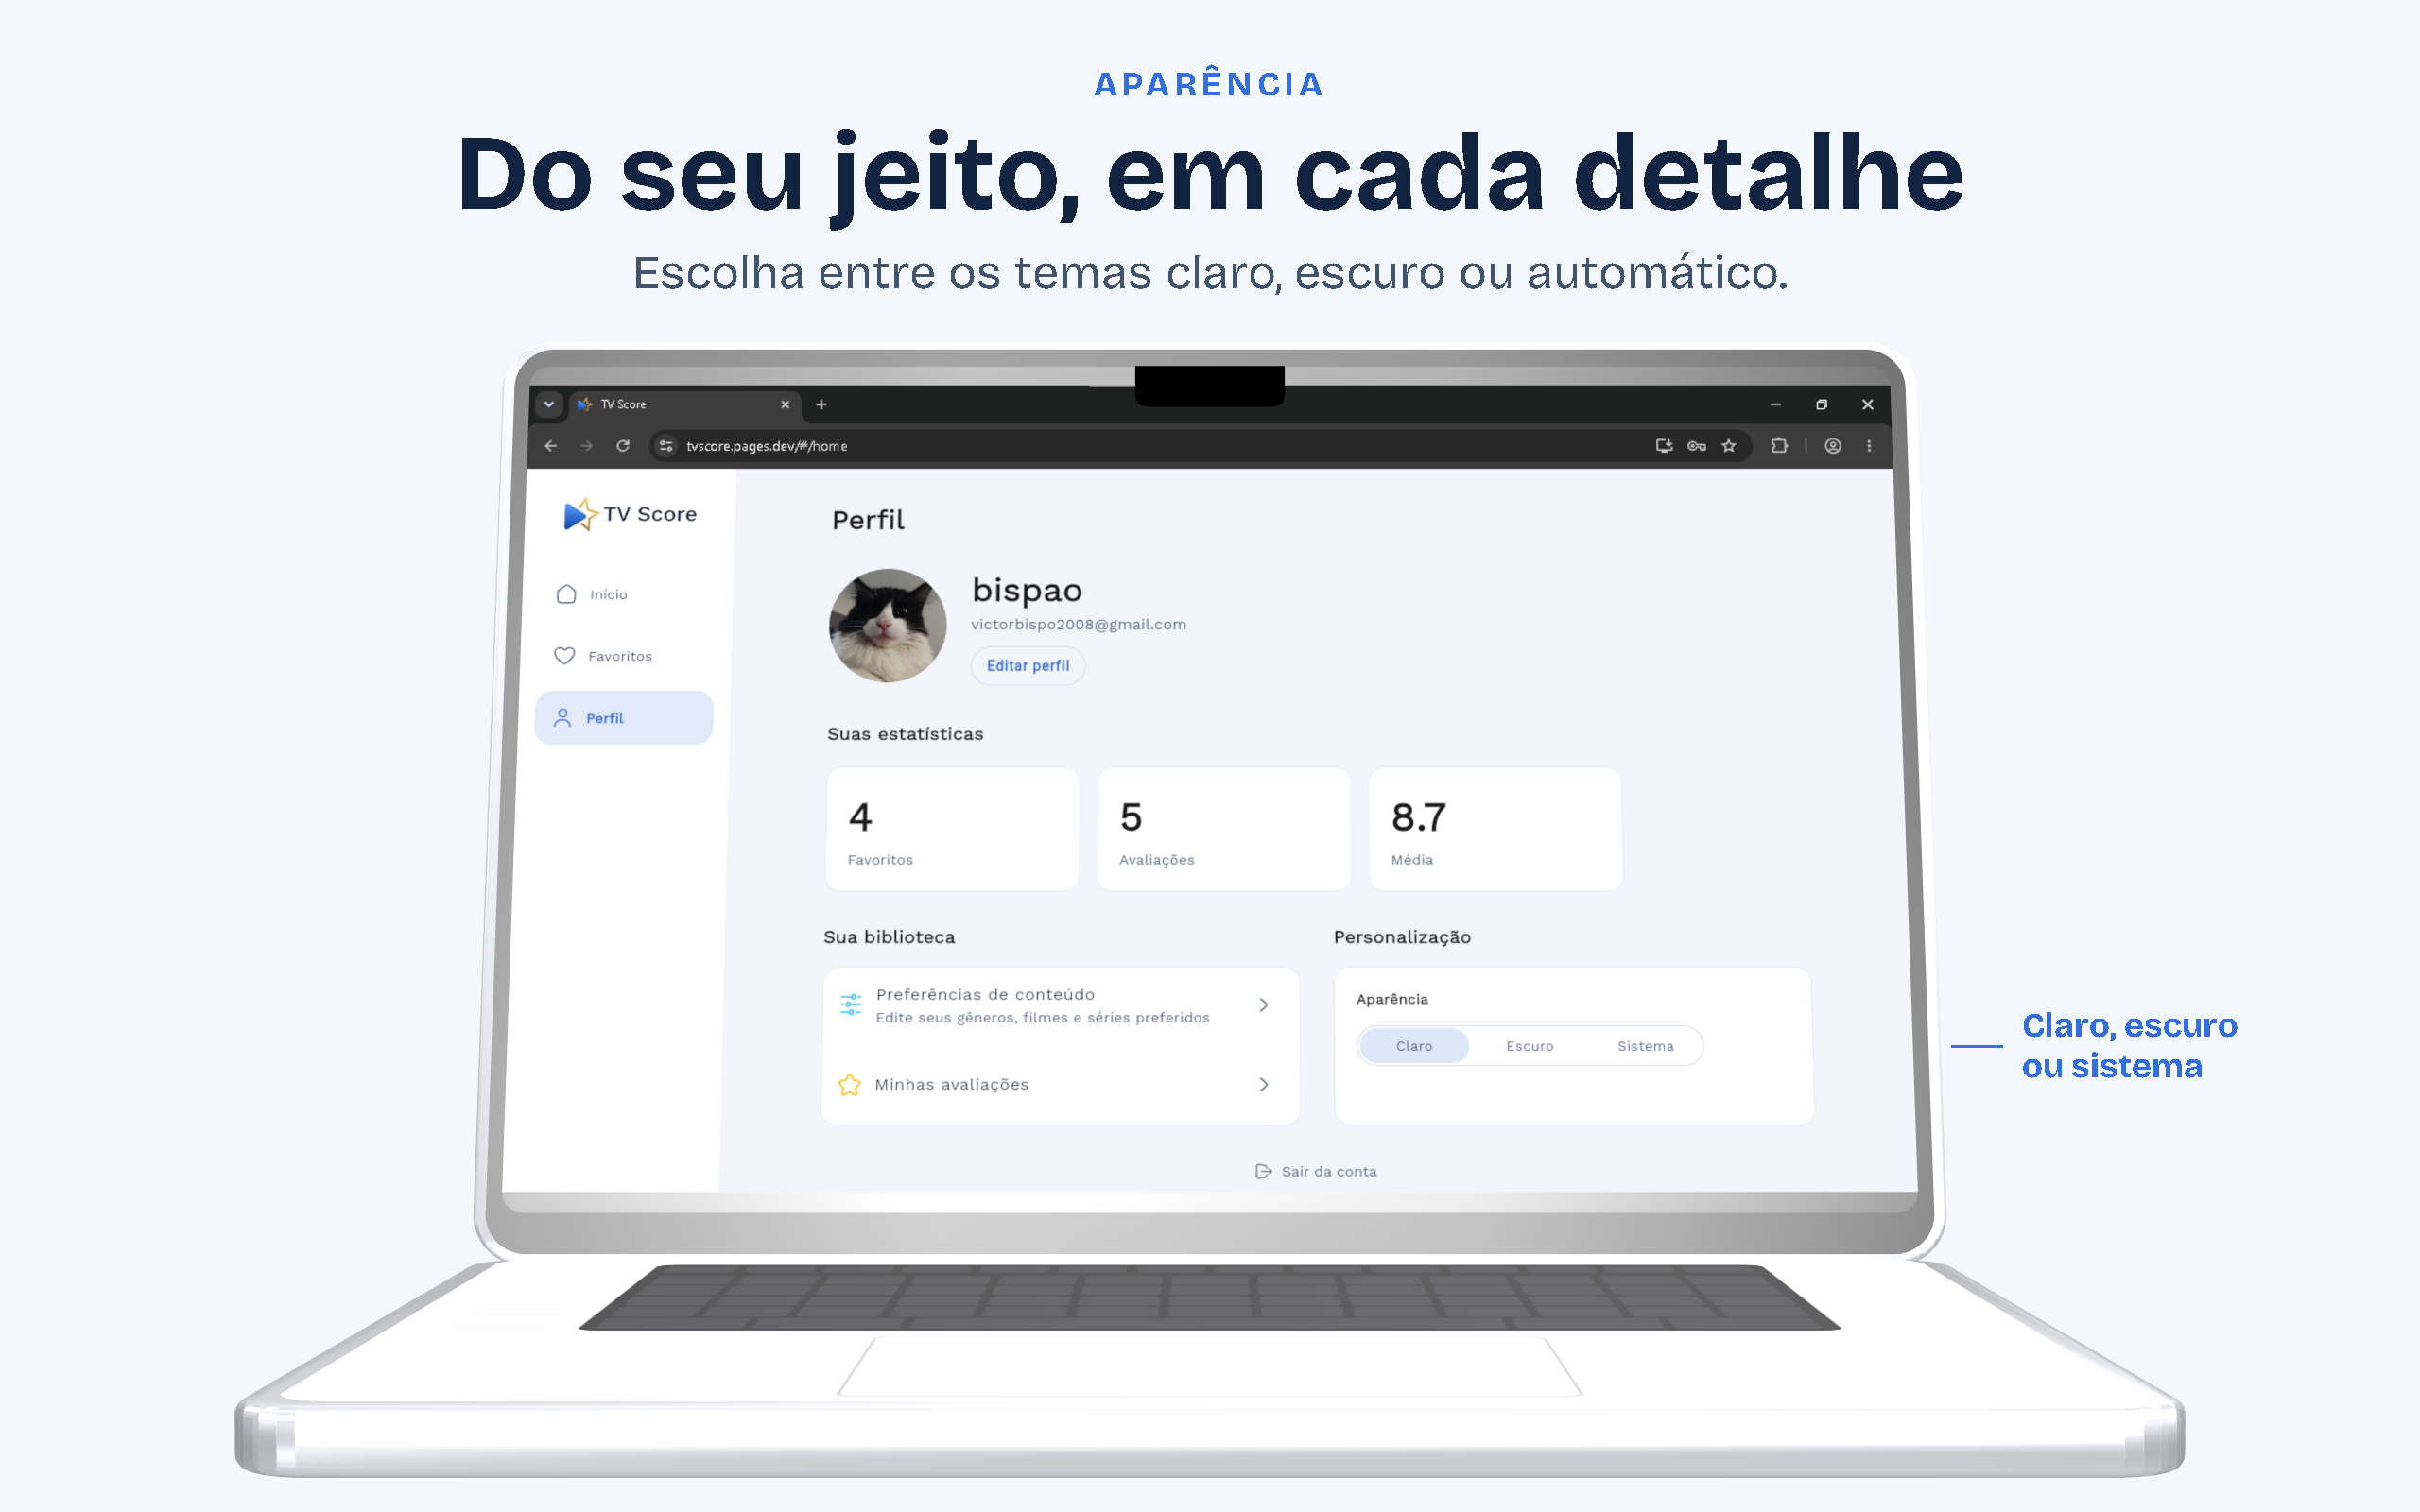 APARÊNCIA
Do seu jeito, em cada detalhe
Escolha entre os temas claro, escuro ou automático.
TV Score
tvscore.pages.dev/#/home
TV Score
Início
Favoritos
Perfil
Perfil
bispao
victorbispo2008@gmail.com
Editar perfil
Suas estatísticas
4
Favoritos
5
Avaliações
8.7
Média
Sua biblioteca
Preferências de conteúdo
Edite seus gêneros, filmes e séries preferidos
Minhas avaliações
Personalização
Aparência
Claro Escuro Sistema
Sair da conta
Claro, escuro
ou sistema